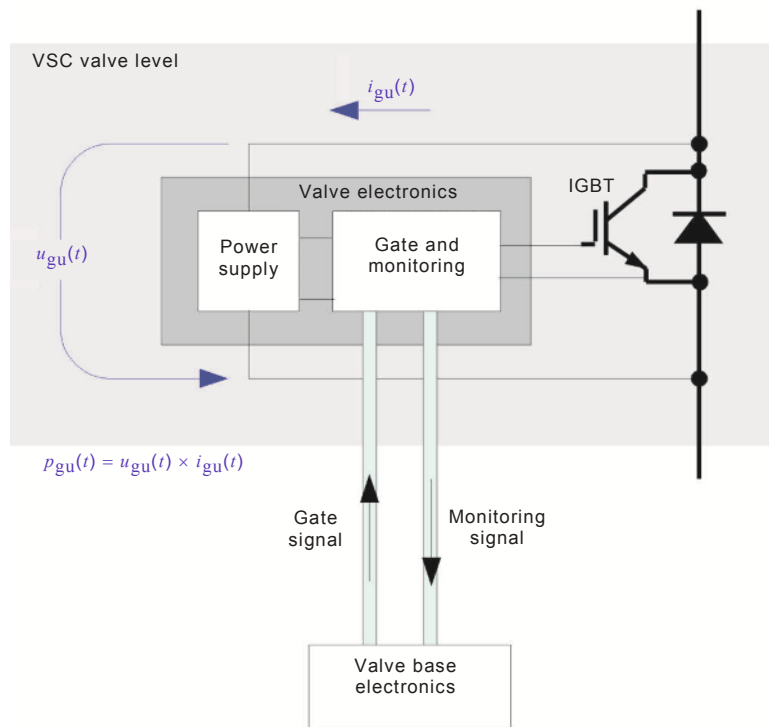 VSC valve level
i_gu(t)
Valve electronics
IGBT
Power
supply
Gate and
monitoring
u_gu(t)
p_gu(t) = u_gu(t) × i_gu(t)
Gate
signal
Monitoring
signal
Valve base
electronics